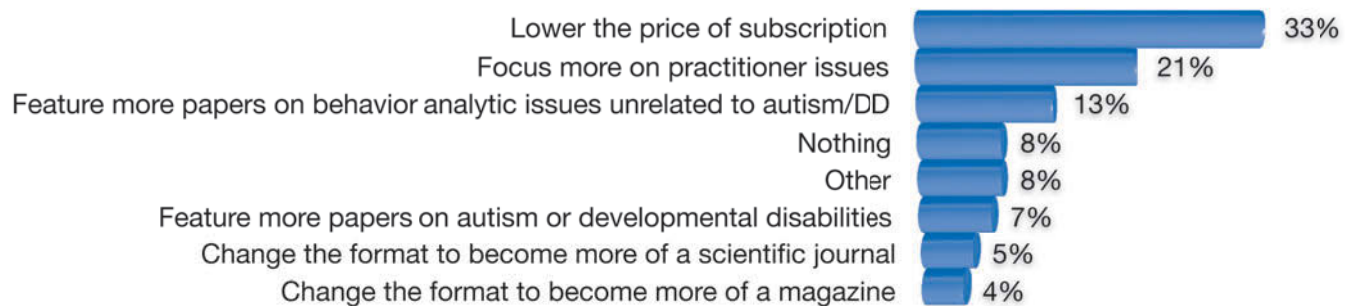 Lower the price of subscription 33%
Focus more on practitioner issues 21%
Feature more papers on behavior analytic issues unrelated to autism/DD 13%
Nothing 8%
Other 8%
Feature more papers on autism or developmental disabilities 7%
Change the format to become more of a scientific journal 5%
Change the format to become more of a magazine 4%